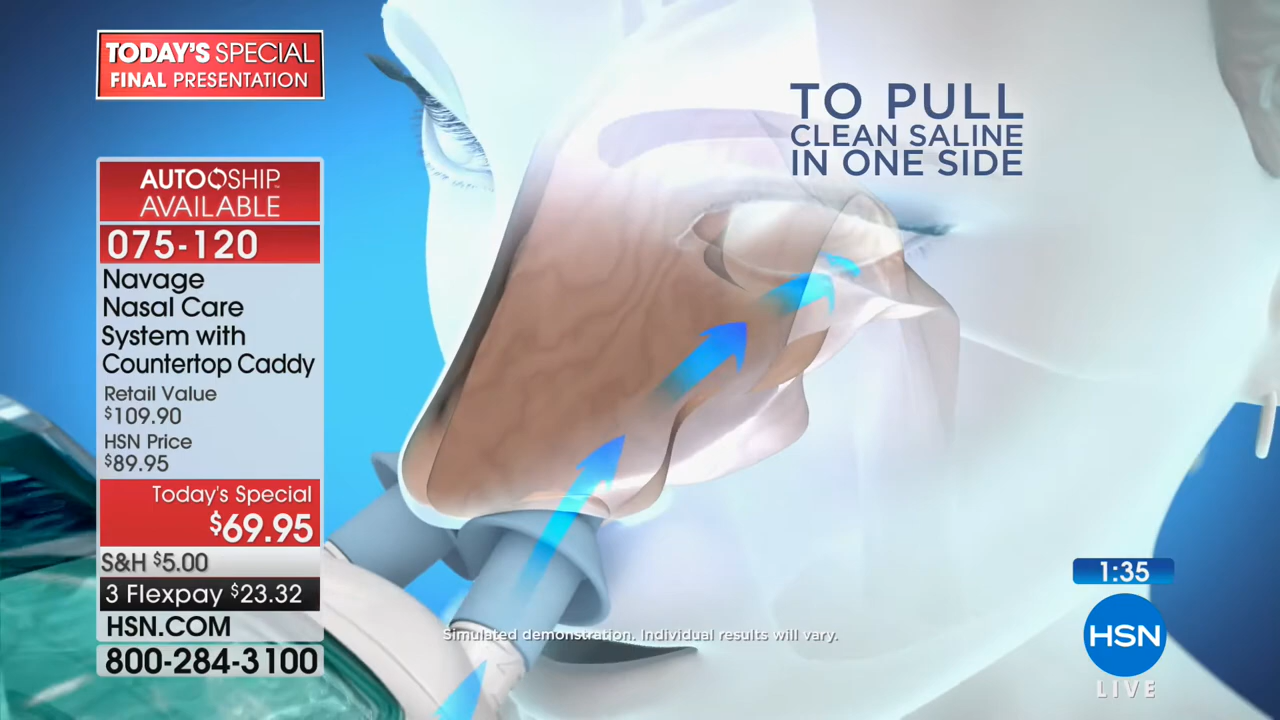 TODAY'S SPECIAL
FINAL PRESENTATION
AUTOSHIP™
AVAILABLE
075-120
Navage
Nasal Care
System with
Countertop Caddy
Retail Value
$109.90
HSN Price
$89.95
Today's Special
$69.95
S&H $5.00
3 Flexpay $23.32
HSN.COM
800-284-3100
TO PULL
CLEAN SALINE
IN ONE SIDE
Simulated demonstration. Individual results will vary.
1:35
HSN
LIVE